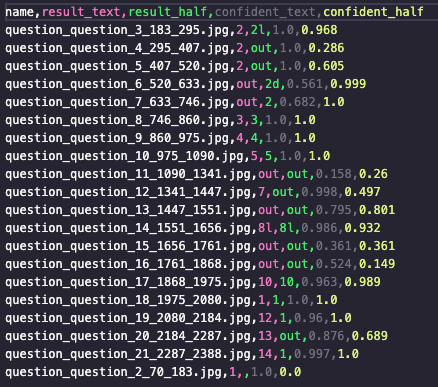 name,result_text,result_half,confident_text,confident_half
question_question_3_183_295.jpg,2,2l,1.0,0.968
question_question_4_295_407.jpg,2,out,1.0,0.286
question_question_5_407_520.jpg,2,out,1.0,0.605
question_question_6_520_633.jpg,out,2d,0.561,0.999
question_question_7_633_746.jpg,out,2,0.682,1.0
question_question_8_746_860.jpg,3,3,1.0,1.0
question_question_9_860_975.jpg,4,4,1.0,1.0
question_question_10_975_1090.jpg,5,5,1.0,1.0
question_question_11_1090_1341.jpg,out,out,0.158,0.26
question_question_12_1341_1447.jpg,7,out,0.998,0.497
question_question_13_1447_1551.jpg,out,out,0.795,0.801
question_question_14_1551_1656.jpg,8l,8l,0.986,0.932
question_question_15_1656_1761.jpg,out,out,0.361,0.361
question_question_16_1761_1868.jpg,out,out,0.524,0.149
question_question_17_1868_1975.jpg,10,10,0.963,0.989
question_question_18_1975_2080.jpg,1,1,1.0,1.0
question_question_19_2080_2184.jpg,12,1,0.96,1.0
question_question_20_2184_2287.jpg,13,out,0.876,0.689
question_question_21_2287_2388.jpg,14,1,0.997,1.0
question_question_2_70_183.jpg,1,,1.0,0.0